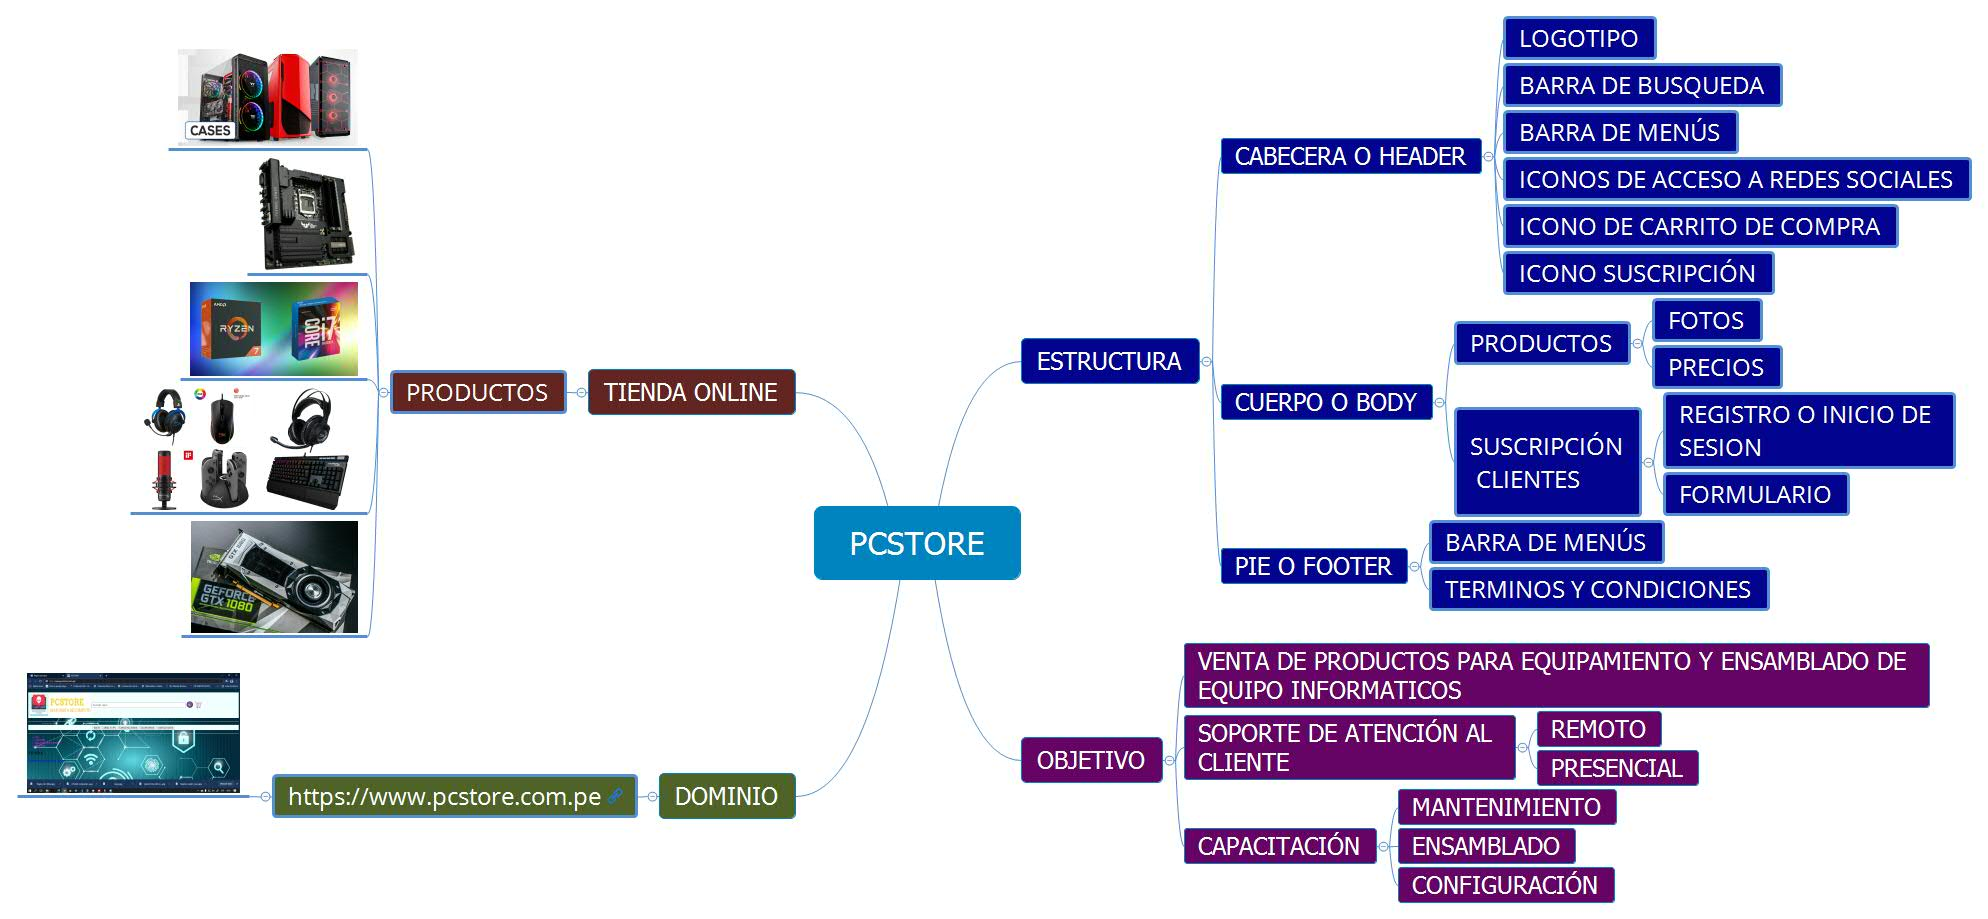 CASES
AMD
RYZEN
7
CORE
i7
GEFORCE
GTX 1080
PRODUCTOS
TIENDA ONLINE
PCSTORE
https://www.pcstore.com.pe
DOMINIO
PCSTORE
ESTRUCTURA
CABECERA O HEADER
LOGOTIPO
BARRA DE BUSQUEDA
BARRA DE MENÚS
ICONOS DE ACCESO A REDES SOCIALES
ICONO DE CARRITO DE COMPRA
ICONO SUSCRIPCIÓN
CUERPO O BODY
PRODUCTOS
FOTOS
PRECIOS
SUSCRIPCIÓN
CLIENTES
REGISTRO O INICIO DE
SESION
FORMULARIO
PIE O FOOTER
BARRA DE MENÚS
TERMINOS Y CONDICIONES
OBJETIVO
VENTA DE PRODUCTOS PARA EQUIPAMIENTO Y ENSAMBLADO DE
EQUIPO INFORMATICOS
SOPORTE DE ATENCIÓN AL
CLIENTE
REMOTO
PRESENCIAL
CAPACITACIÓN
MANTENIMIENTO
ENSAMBLADO
CONFIGURACIÓN